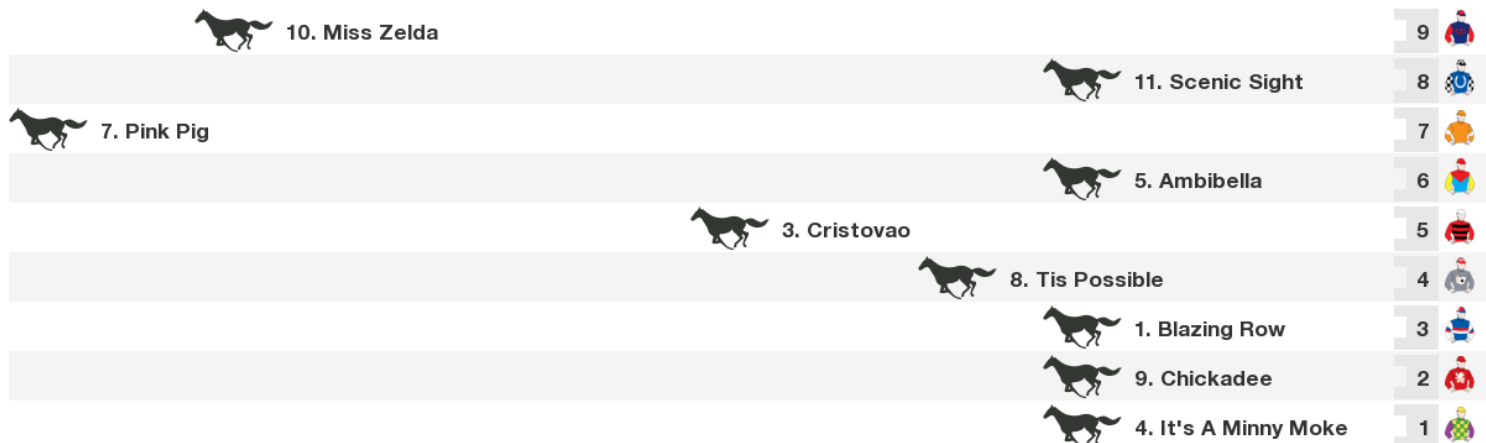 10. Miss Zelda 9
11. Scenic Sight 8
7. Pink Pig 7
5. Ambibella 6
3. Cristovao 5
8. Tis Possible 4
1. Blazing Row 3
9. Chickadee 2
4. It's A Minny Moke 1